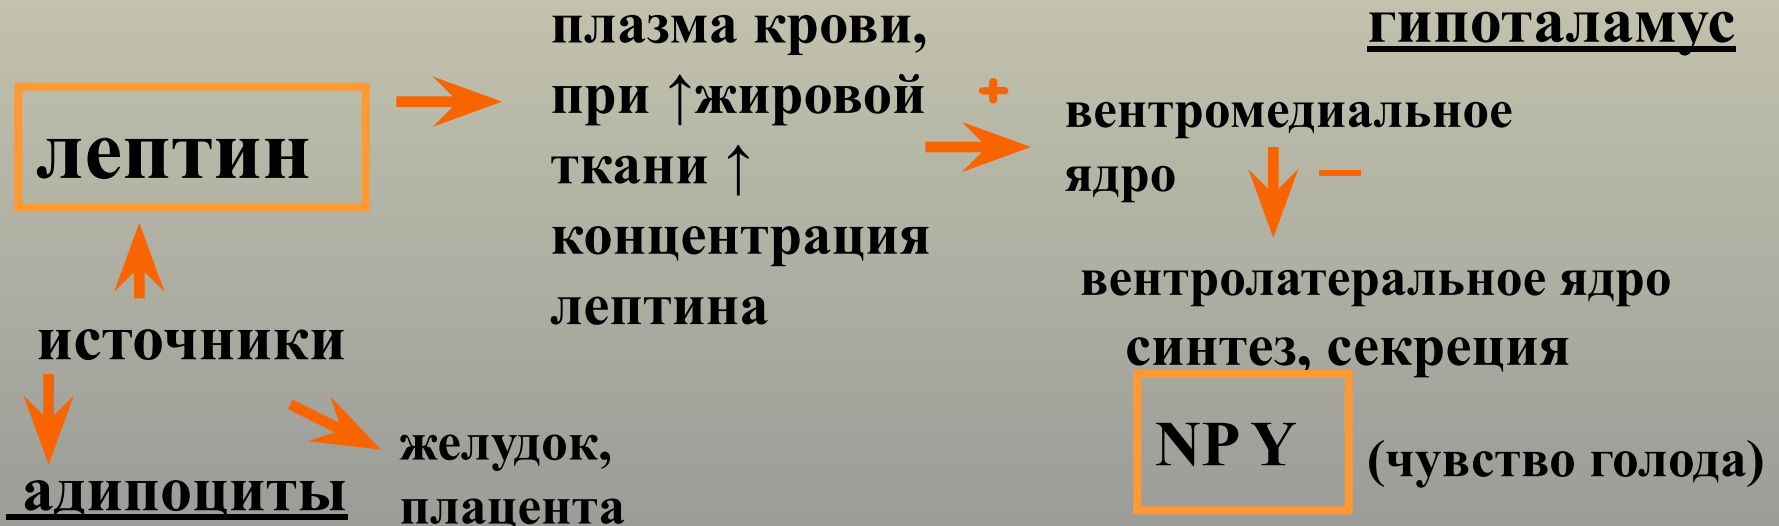 лептин
источники
адипоциты
желудок,
плацента
плазма крови,
при ↑жировой
ткани ↑
концентрация
лептина
+
гипоталамус
вентромедиальное
ядро
–
вентролатеральное ядро
синтез, секреция
NP Y
(чувство голода)